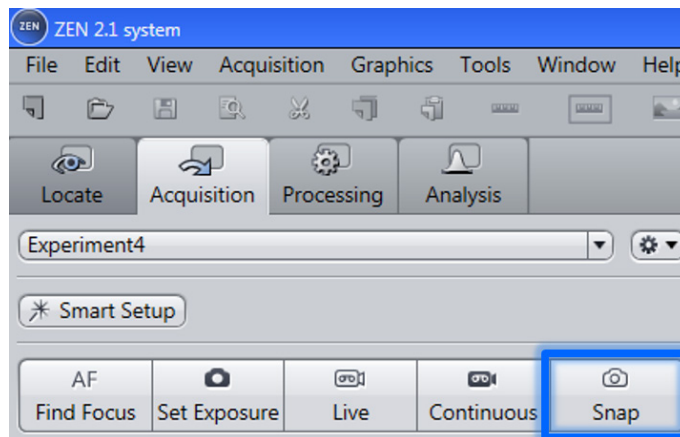 ZEN ZEN 2.1 system
File Edit View Acquisition Graphics Tools Window Help
Locate Acquisition Processing Analysis
Experiment4
Smart Setup
AF
Find Focus Set Exposure Live Continuous Snap